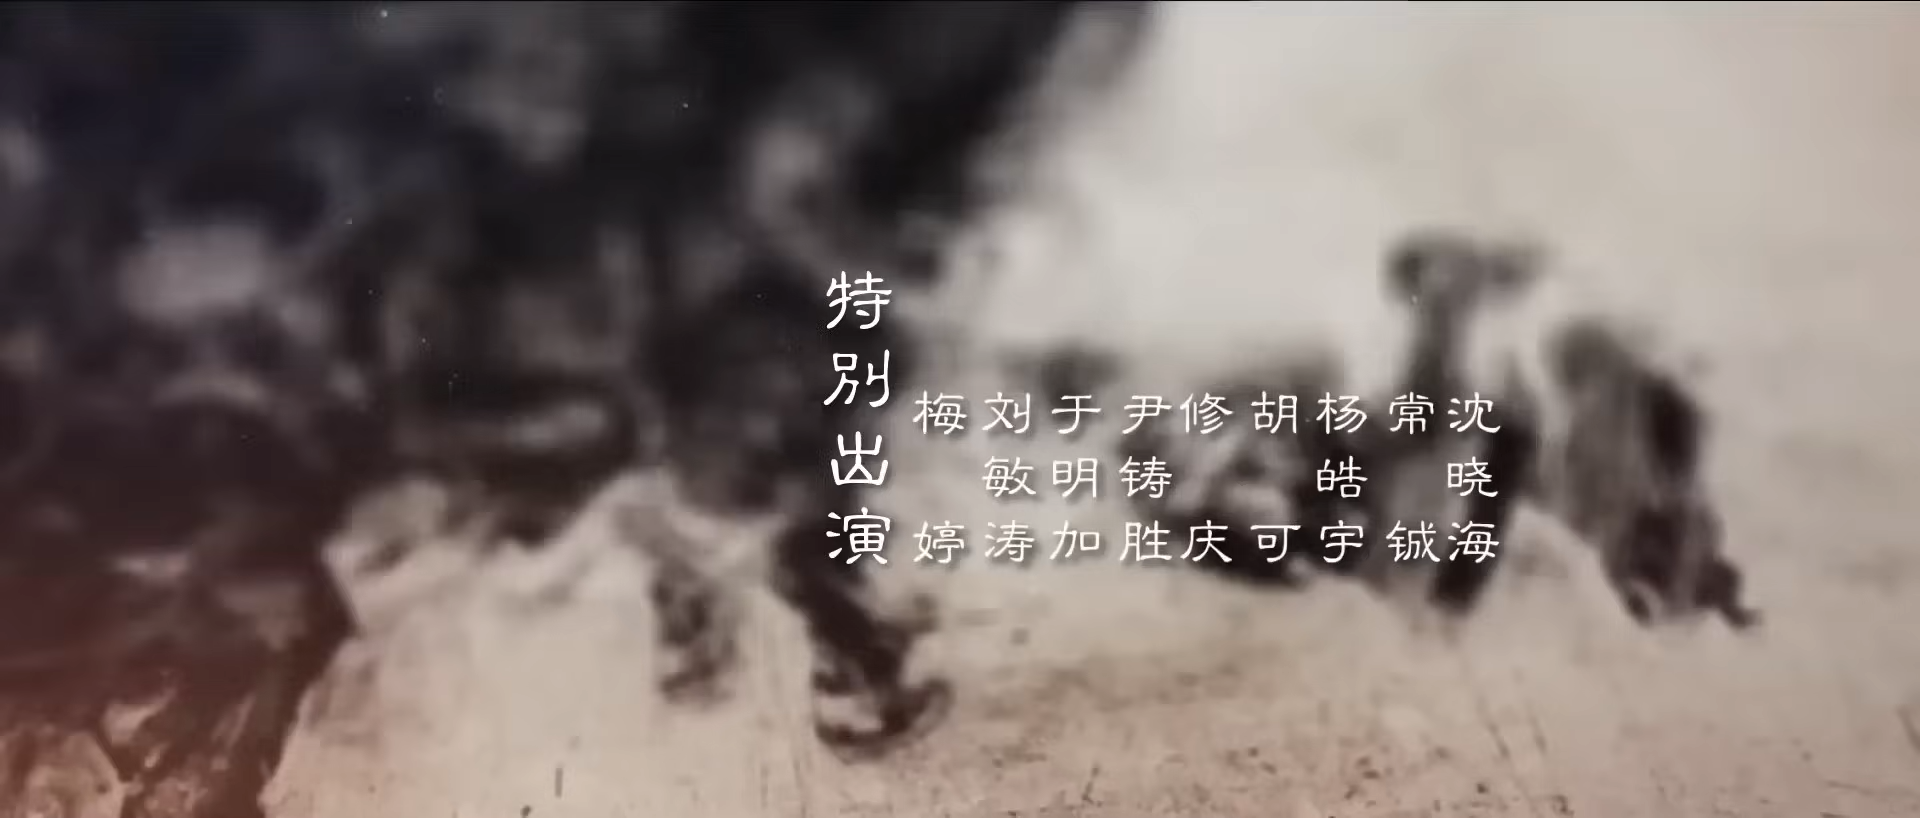 特别出演
梅婷
刘敏涛
于明加
尹铸胜
修庆
胡可
杨皓宇
常铖
沈晓海